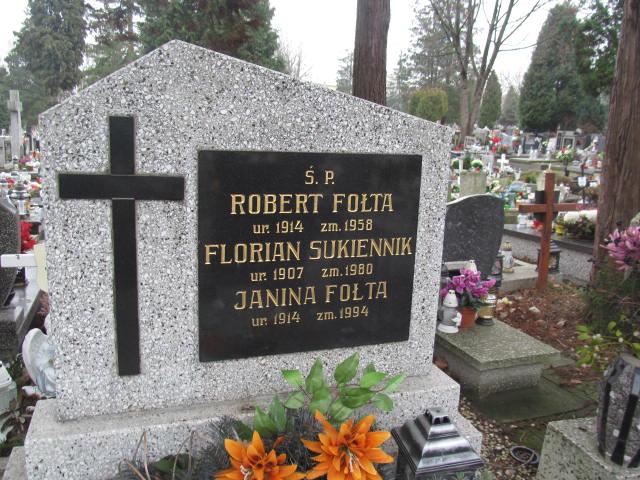 Ś. P.
ROBERT FOŁTA
ur. 1914 zm. 1958
FLORIAN SUKIENNIK
ur. 1907 zm. 1980
JANINA FOŁTA
ur. 1914 zm. 1994